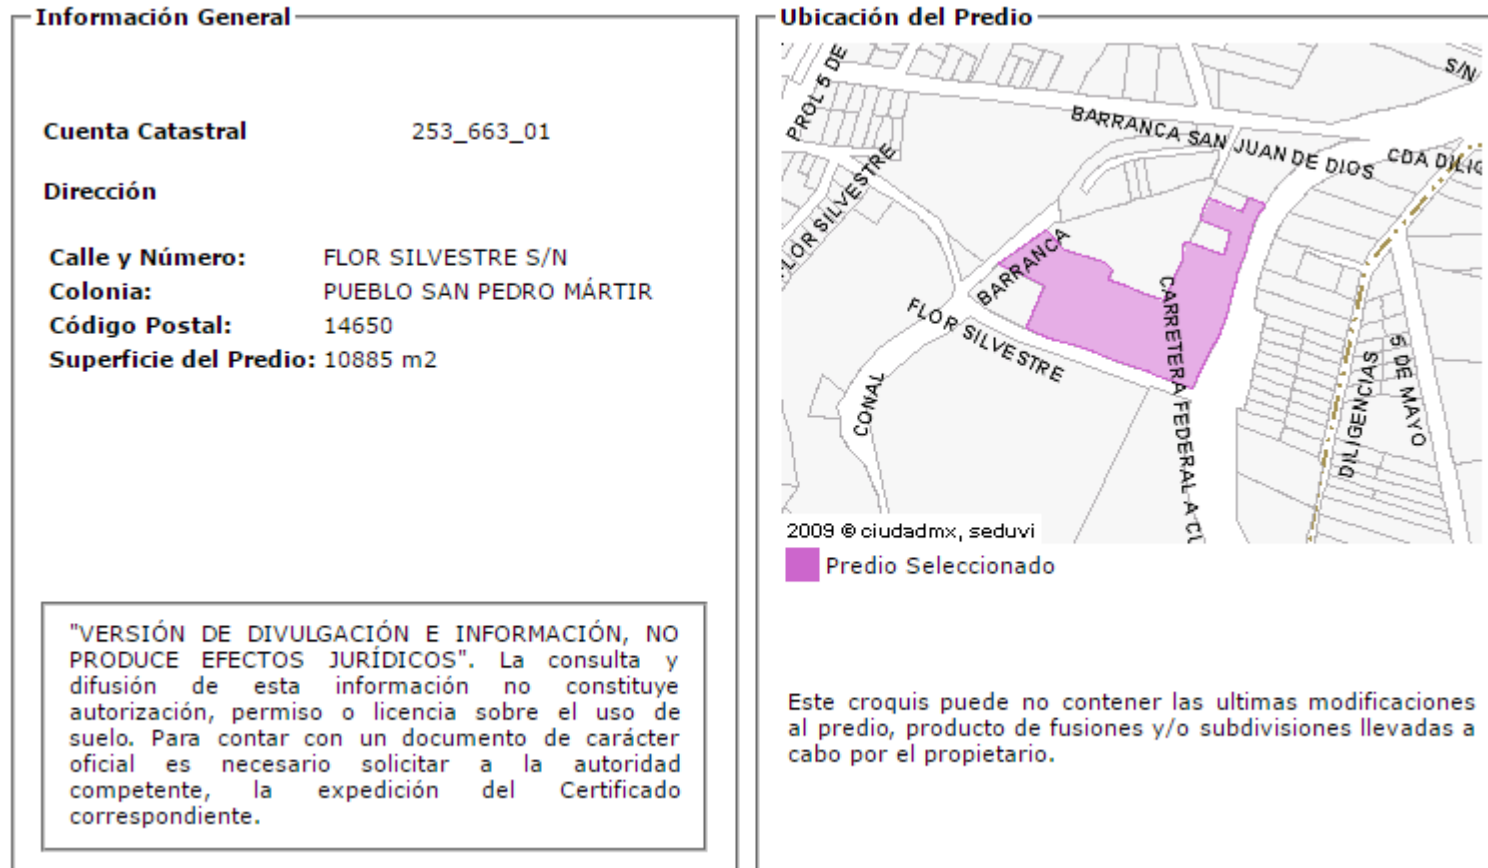 Información General
Cuenta Catastral 253_663_01
Dirección
Calle y Número: FLOR SILVESTRE S/N
Colonia: PUEBLO SAN PEDRO MÁRTIR
Código Postal: 14650
Superficie del Predio: 10885 m2
"VERSIÓN DE DIVULGACIÓN E INFORMACIÓN, NO
PRODUCE EFECTOS JURÍDICOS". La consulta y
difusión de esta información no constituye
autorización, permiso o licencia sobre el uso de
suelo. Para contar con un documento de carácter
oficial es necesario solicitar a la autoridad
competente, la expedición del Certificado
correspondiente.
Ubicación del Predio
PROL 5 DE
S/N
BARRANCA SAN JUAN DE DIOS
CDA DILIG
FLOR SILVESTRE
BARRANCA
FLOR SILVESTRE
CARRETERA FEDERAL A CU
CONAL
DILIGENCIAS
5 DE MAYO
2009 © ciudadmx, seduvi
Predio Seleccionado
Este croquis puede no contener las ultimas modificaciones
al predio, producto de fusiones y/o subdivisiones llevadas a
cabo por el propietario.